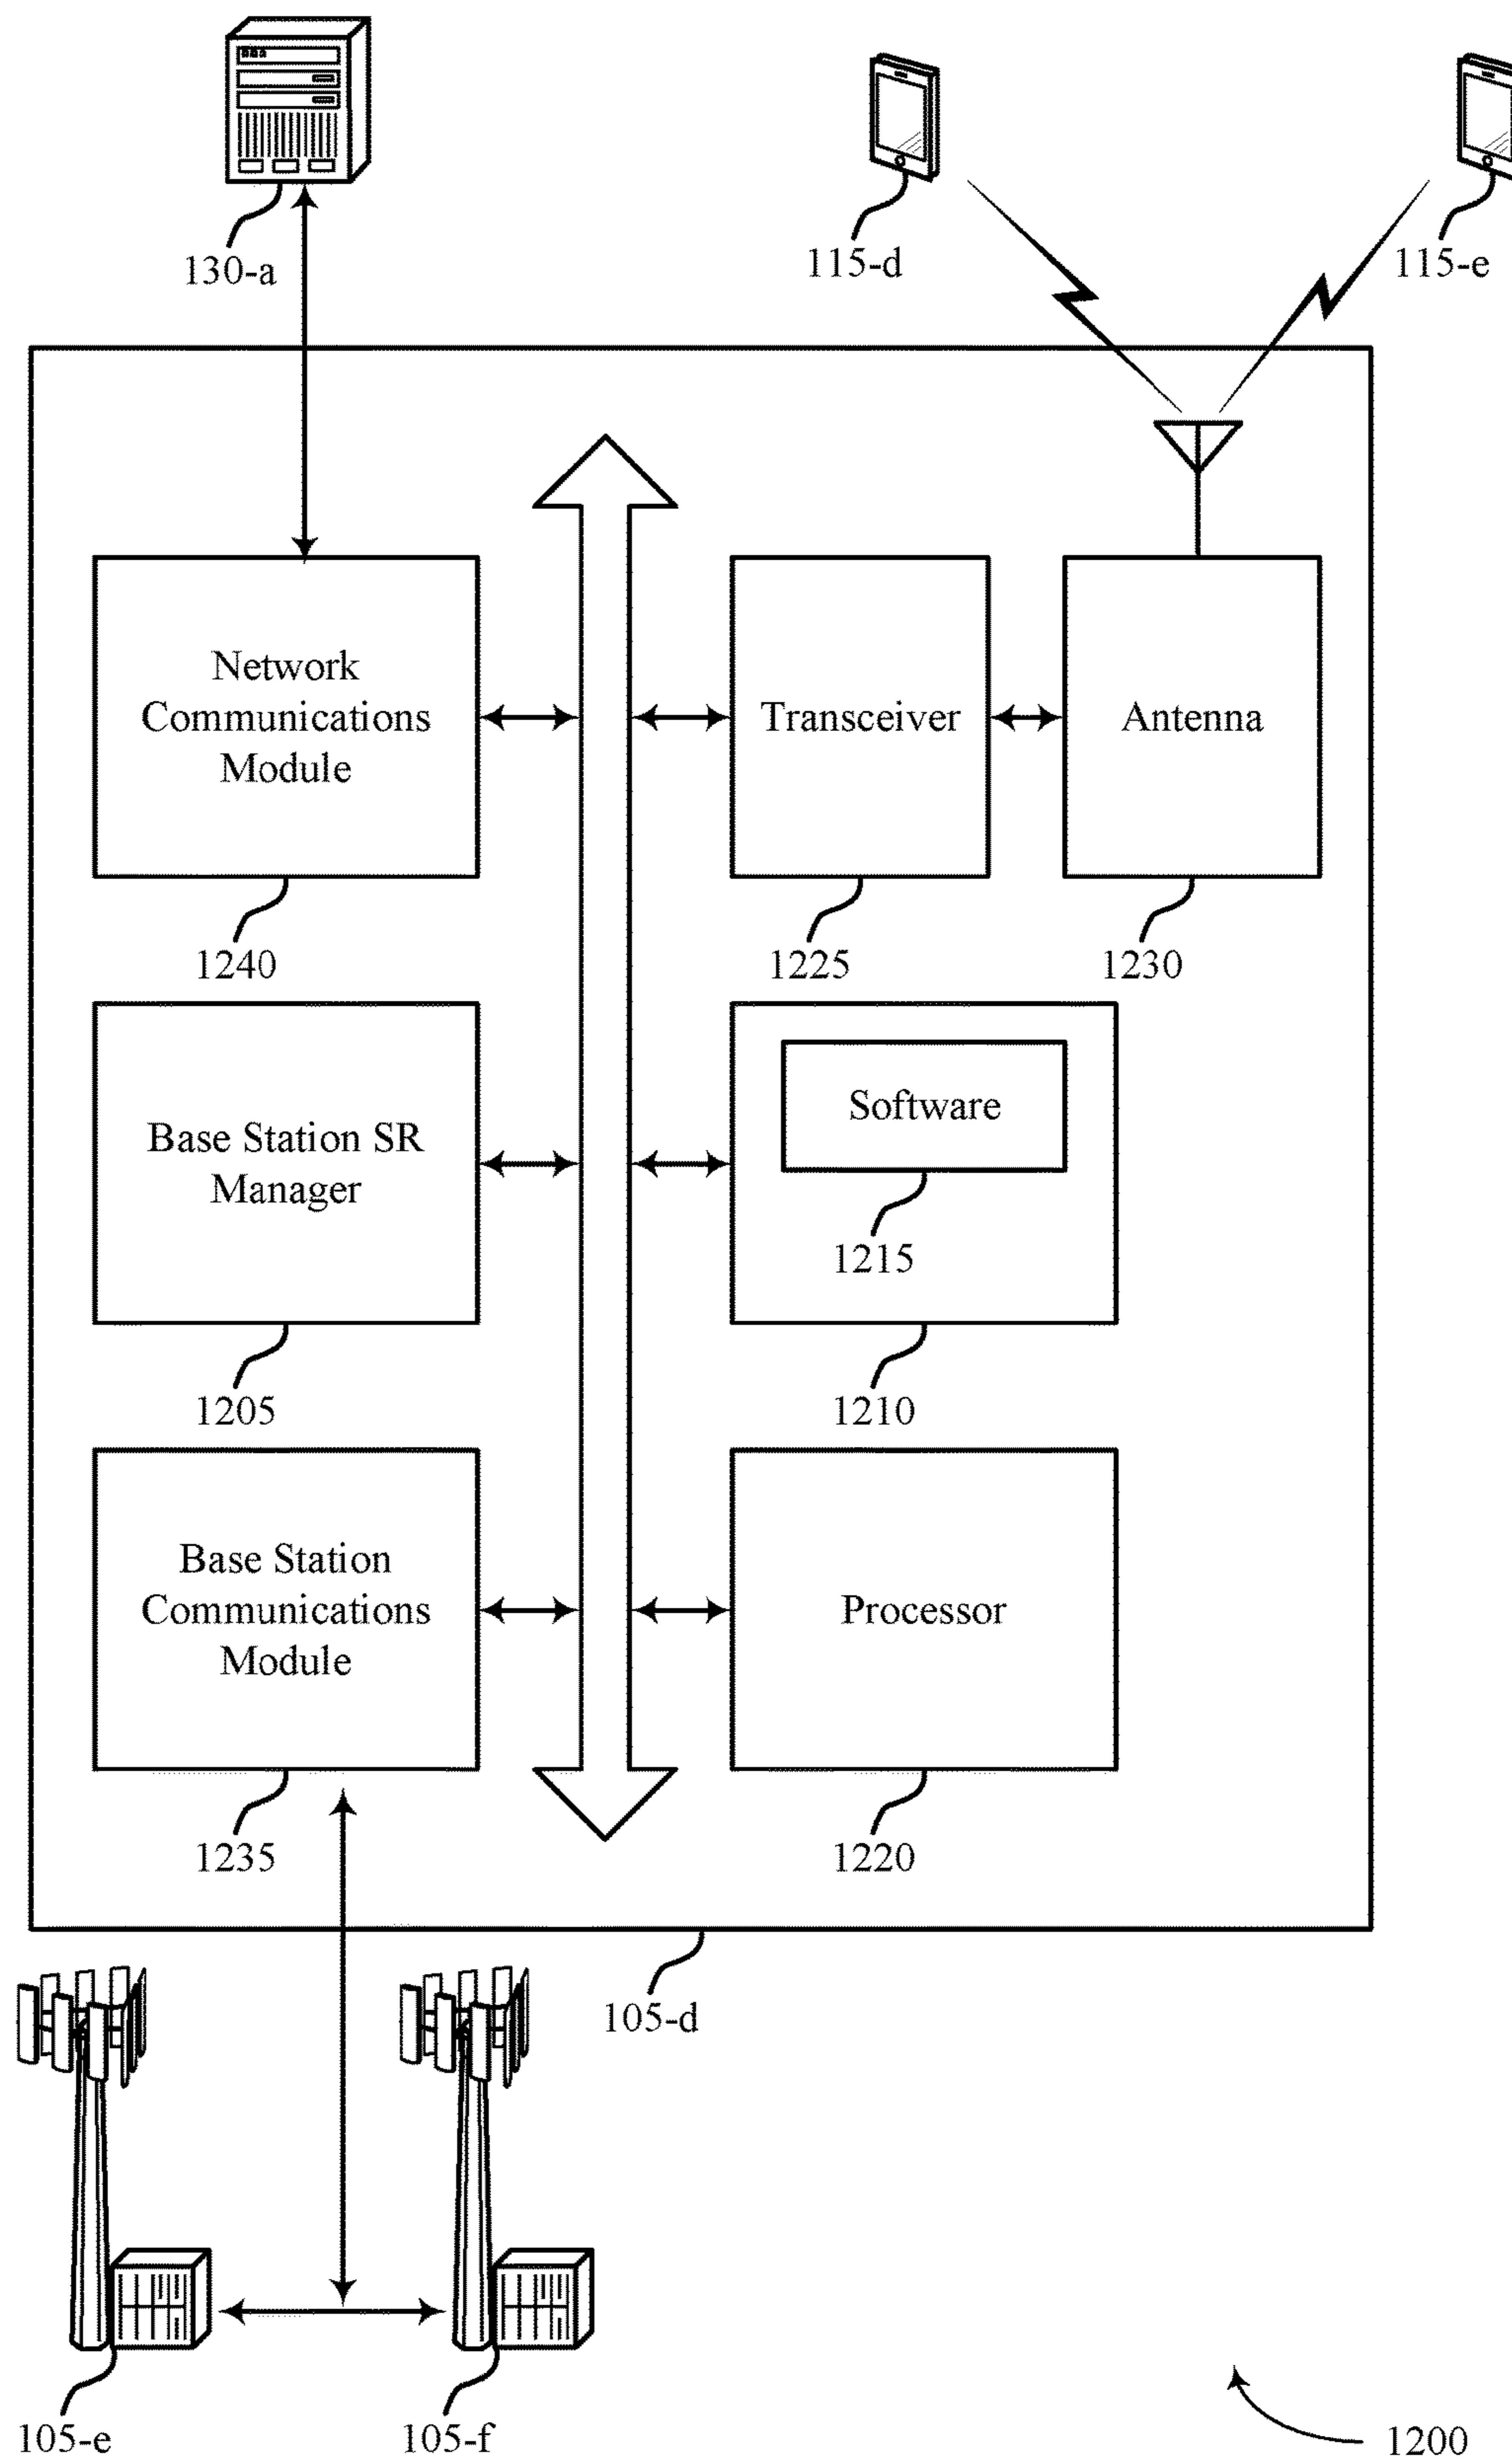 130-a
115-d
115-e
Network
Communications
Module
Transceiver
Antenna
1240
1225
1230
Base Station SR
Manager
Software
1215
1205
1210
Base Station
Communications
Module
Processor
1235
1220
105-d
105-e
105-f
1200